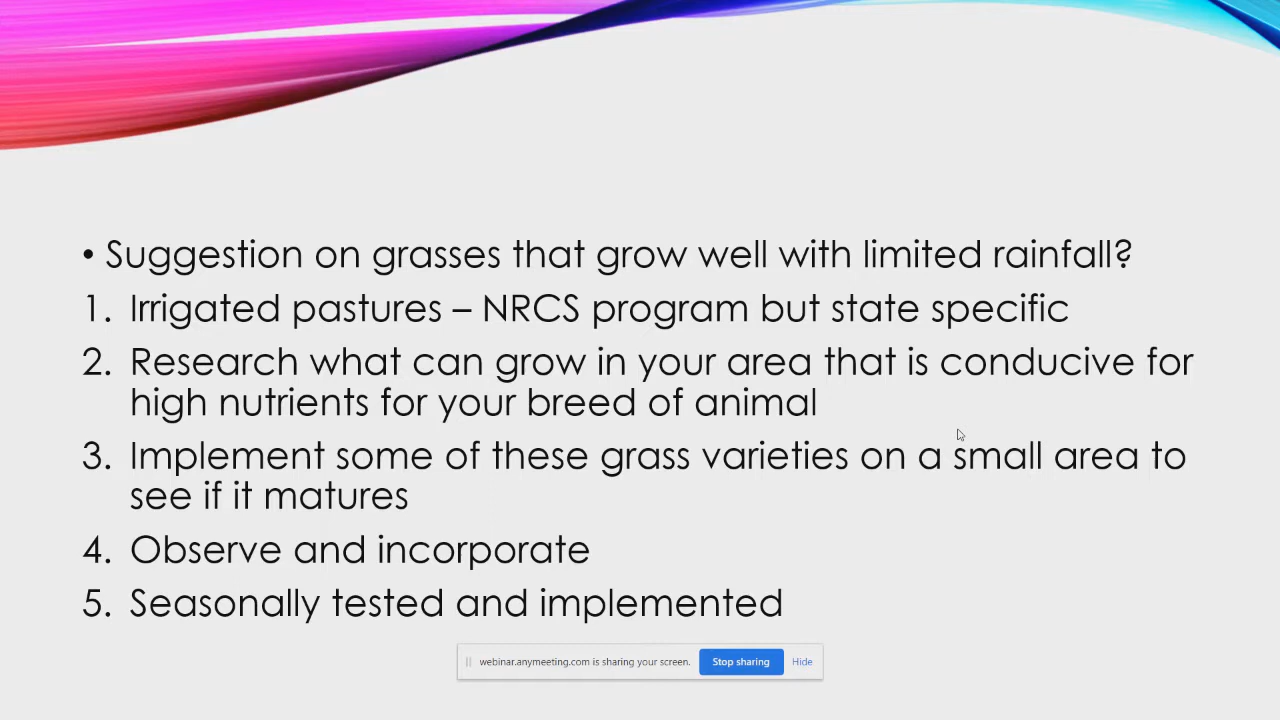 • Suggestion on grasses that grow well with limited rainfall?
1. Irrigated pastures – NRCS program but state specific
2. Research what can grow in your area that is conducive for
high nutrients for your breed of animal
3. Implement some of these grass varieties on a small area to
see if it matures
4. Observe and incorporate
5. Seasonally tested and implemented
webinar.anymeeting.com is sharing your screen. Stop sharing Hide